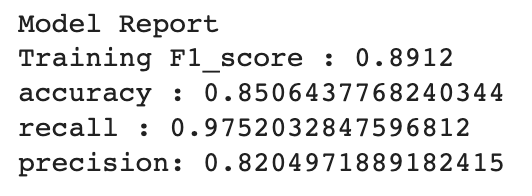 Model Report
Training F1_score : 0.8912
accuracy : 0.8506437768240344
recall : 0.9752032847596812
precision: 0.8204971889182415